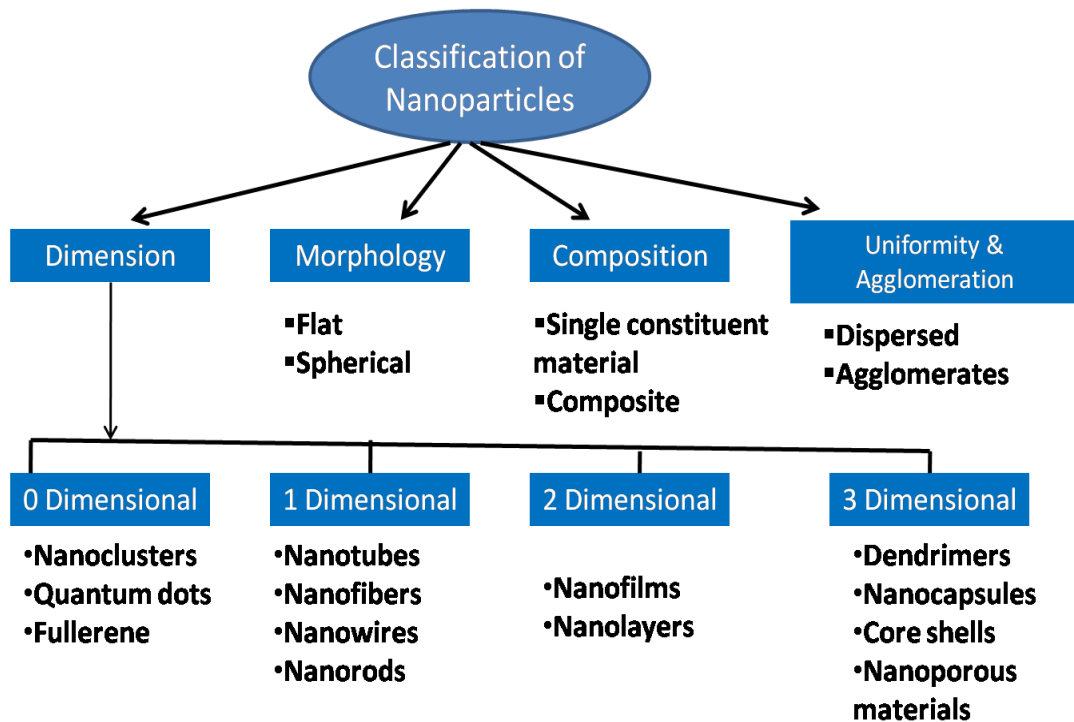 Classification of
Nanoparticles
Dimension
Morphology
Composition
Uniformity &
Agglomeration
▪Flat
▪Spherical
▪Single constituent
material
▪Composite
▪Dispersed
▪Agglomerates
0 Dimensional
1 Dimensional
2 Dimensional
3 Dimensional
•Nanoclusters
•Quantum dots
•Fullerene
•Nanotubes
•Nanofibers
•Nanowires
•Nanorods
•Nanofilms
•Nanolayers
•Dendrimers
•Nanocapsules
•Core shells
•Nanoporous
materials